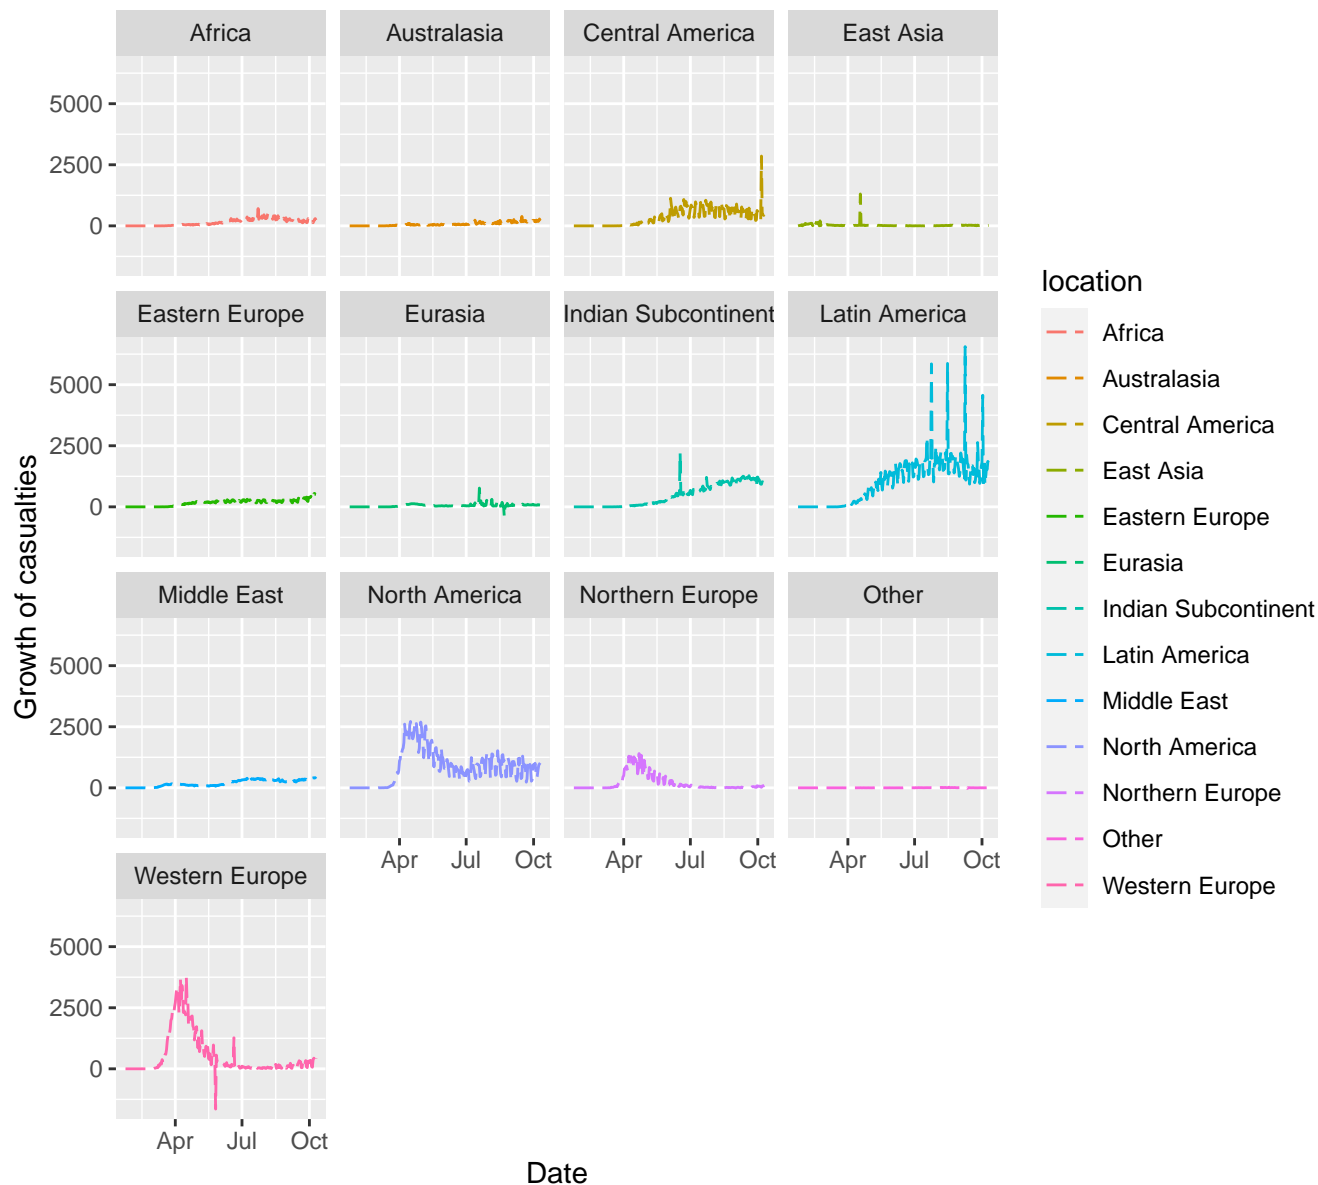 Africa
Australasia
Central America
East Asia
5000
2500
0
Eastern Europe
Eurasia
Indian Subcontinent
Latin America
5000
2500
0
Middle East
North America
Northern Europe
Other
5000
2500
0
Apr Jul Oct
Apr Jul Oct
Apr Jul Oct
Western Europe
5000
2500
0
Apr Jul Oct
Growth of casualties
Date
location
Africa
Australasia
Central America
East Asia
Eastern Europe
Eurasia
Indian Subcontinent
Latin America
Middle East
North America
Northern Europe
Other
Western Europe